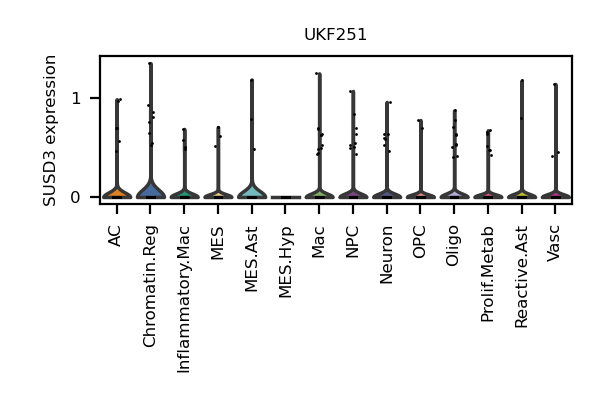 UKF251
SUSD3 expression
1
0
AC
Chromatin.Reg
Inflammatory.Mac
MES
MES.Ast
MES.Hyp
Mac
NPC
Neuron
OPC
Oligo
Prolif.Metab
Reactive.Ast
Vasc